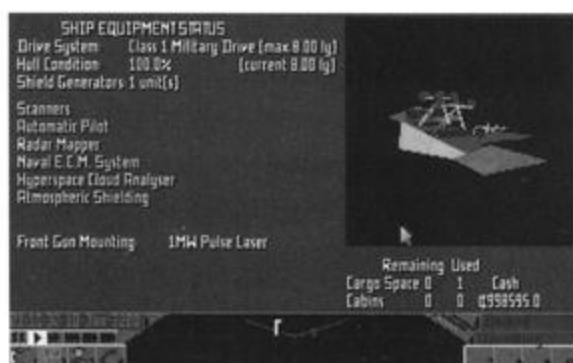 SHIP EQUIPMENT STATUS
Drive System: Class 1 Military Drive (max 8.00 ly)
Hull Condition: 100.0% (current 8.00 ly)
Shield Generators: 1 unit(s)
Scanners
Automatic Pilot
Radar Mapper
Naval E.C.M. System
Hyperspace Cloud Analyser
Atmospheric Shielding
Front Gun Mounting 1MW Pulse Laser
Remaining Used
Cargo Space 0 1 Cash
Cabins 0 0 ₡998595.0